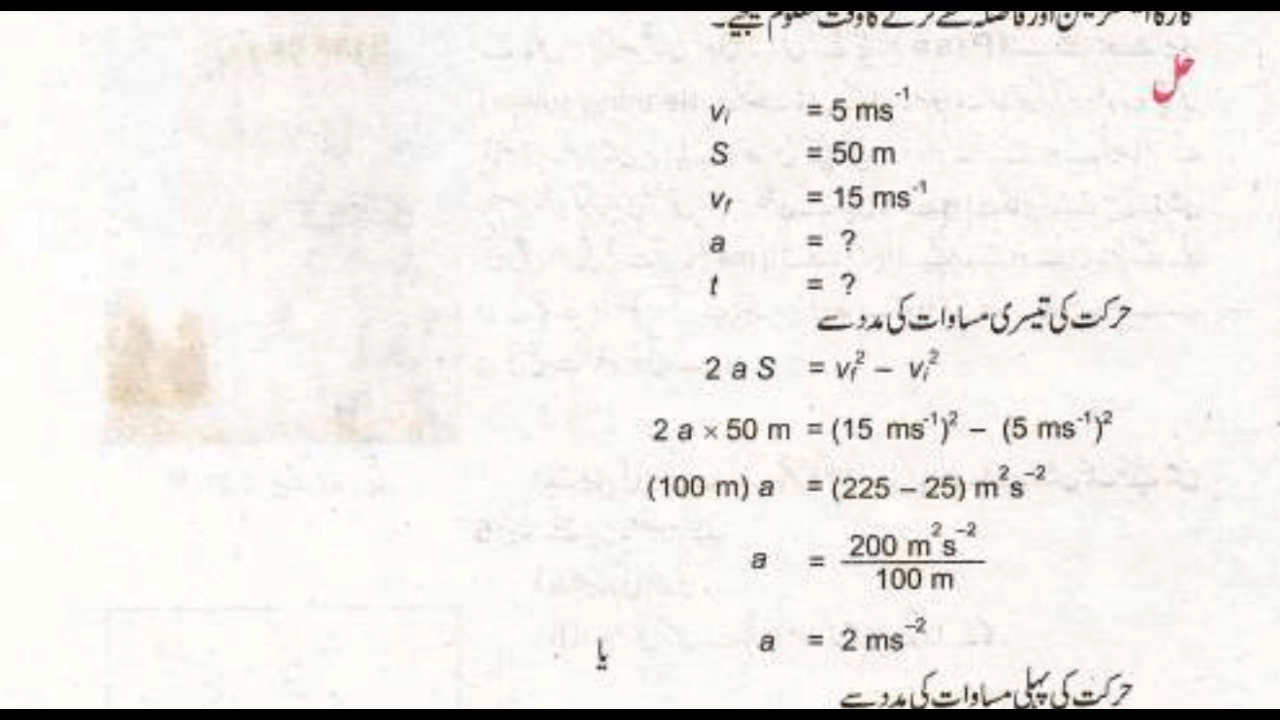 حل
vi = 5 ms⁻¹
S = 50 m
vf = 15 ms⁻¹
a = ?
t = ?
حرکت کی تیسری مساوات کی مدد سے
2 a S = vf² – vi²
2 a × 50 m = (15 ms⁻¹)² – (5 ms⁻¹)²
(100 m) a = (225 – 25) m²s⁻²
a = 200 m²s⁻² / 100 m
یا a = 2 ms⁻²
حرکت کی پہلی مساوات کی مدد سے